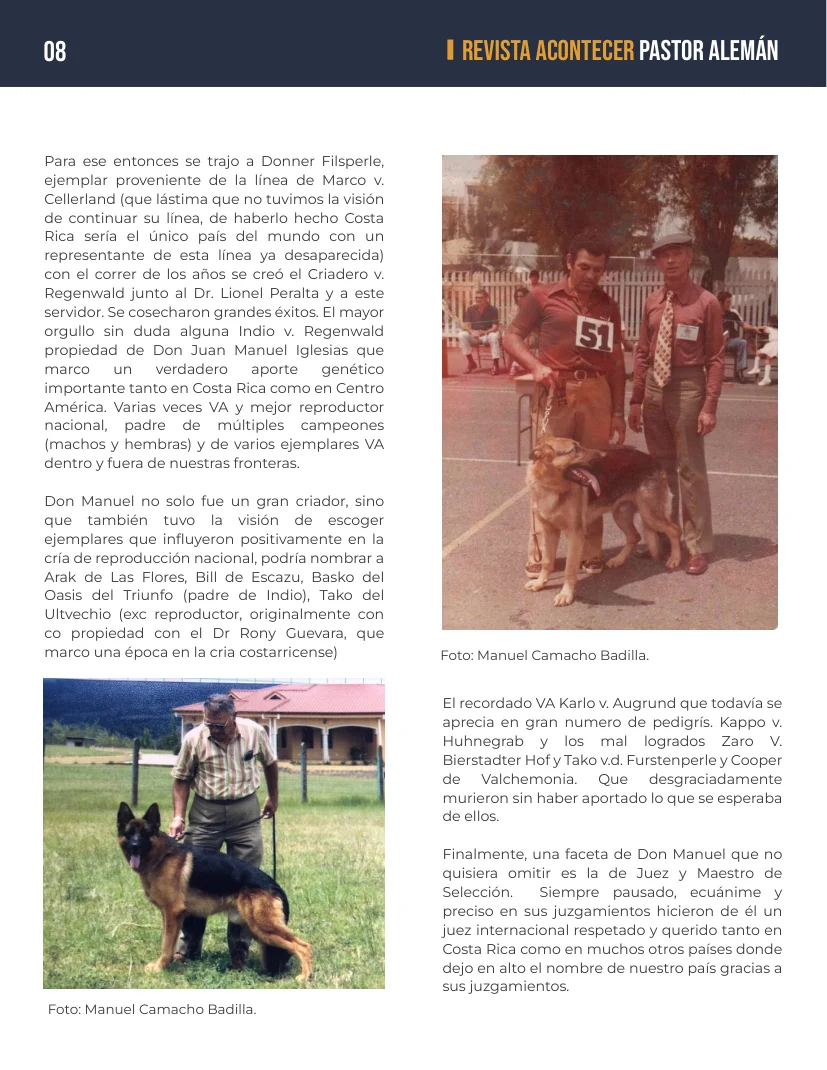 08
REVISTA ACONTECER PASTOR ALEMÁN
Para ese entonces se trajo a Donner Filsperle,
ejemplar proveniente de la línea de Marco v.
Cellerland (que lástima que no tuvimos la visión
de continuar su línea, de haberlo hecho Costa
Rica sería el único país del mundo con un
representante de esta línea ya desaparecida)
con el correr de los años se creó el Criadero v.
Regenwald junto al Dr. Lionel Peralta y a este
servidor. Se cosecharon grandes éxitos. El mayor
orgullo sin duda alguna Indio v. Regenwald
propiedad de Don Juan Manuel Iglesias que
marco un verdadero aporte genético
importante tanto en Costa Rica como en Centro
América. Varias veces VA y mejor reproductor
nacional, padre de múltiples campeones
(machos y hembras) y de varios ejemplares VA
dentro y fuera de nuestras fronteras.
Don Manuel no solo fue un gran criador, sino
que también tuvo la visión de escoger
ejemplares que influyeron positivamente en la
cría de reproducción nacional, podría nombrar a
Arak de Las Flores, Bill de Escazu, Basko del
Oasis del Triunfo (padre de Indio), Tako del
Ultvechio (exc reproductor, originalmente con
co propiedad con el Dr Rony Guevara, que
marco una época en la cria costarricense)
Foto: Manuel Camacho Badilla.
51
Foto: Manuel Camacho Badilla.
El recordado VA Karlo v. Augrund que todavía se
aprecia en gran numero de pedigrís. Kappo v.
Huhnegrab y los mal logrados Zaro V.
Bierstadter Hof y Tako v.d. Furstenperle y Cooper
de Valchemonia. Que desgraciadamente
murieron sin haber aportado lo que se esperaba
de ellos.
Finalmente, una faceta de Don Manuel que no
quisiera omitir es la de Juez y Maestro de
Selección. Siempre pausado, ecuánime y
preciso en sus juzgamientos hicieron de él un
juez internacional respetado y querido tanto en
Costa Rica como en muchos otros países donde
dejo en alto el nombre de nuestro país gracias a
sus juzgamientos.